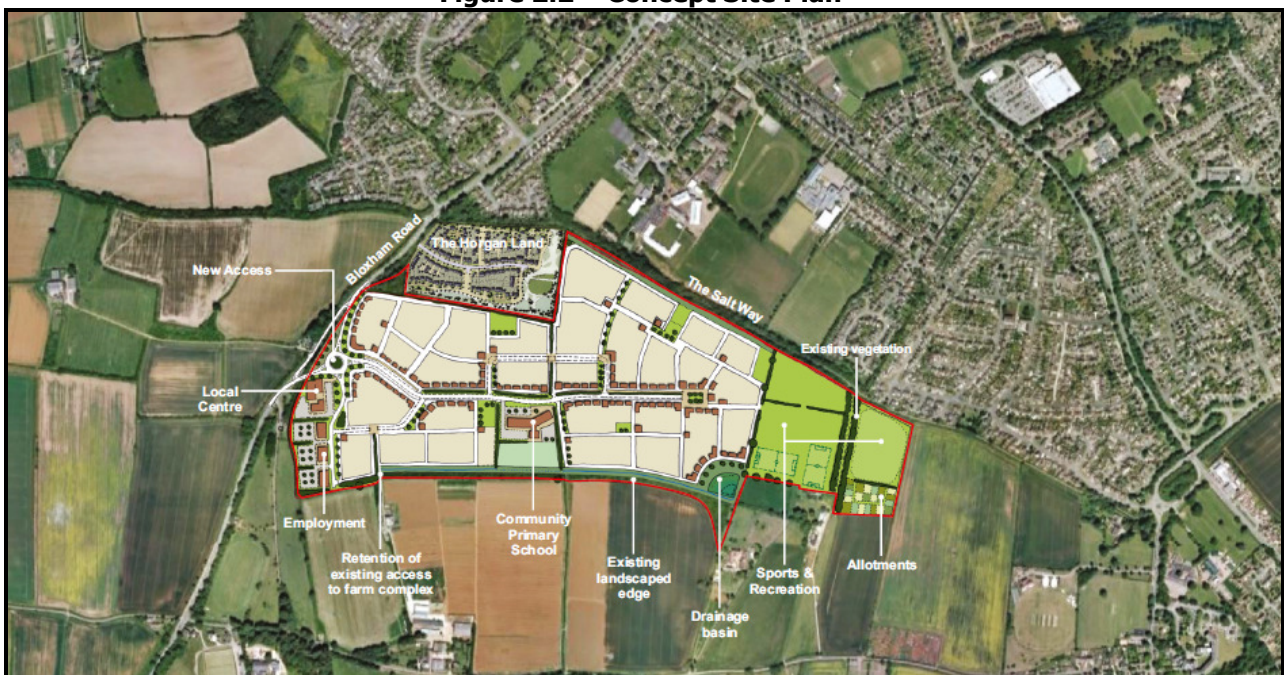 Figure 2.2 – Concept Site Plan
The Horgan Land
Bloxham Road
New Access
The Salt Way
Existing vegetation
Local
Centre
Employment
Retention of
existing access
to farm complex
Community
Primary
School
Existing
landscaped
edge
Drainage
basin
Sports &
Recreation
Allotments